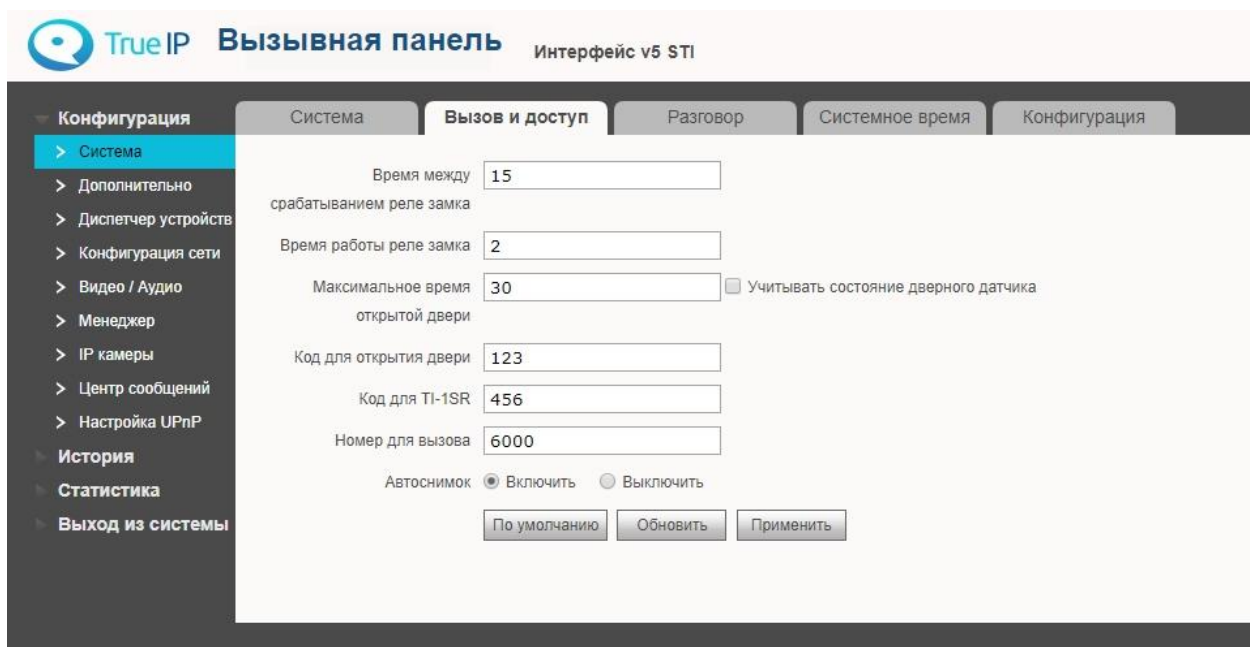 True IP Вызывная панель Интерфейс v5 STI
Конфигурация
Система
Дополнительно
Диспетчер устройств
Конфигурация сети
Видео / Аудио
Менеджер
IP камеры
Центр сообщений
Настройка UPnP
История
Статистика
Выход из системы
Система Вызов и доступ Разговор Системное время Конфигурация
Время между
срабатыванием реле замка
15
Время работы реле замка 2
Максимальное время
открытой двери
30 Учитывать состояние дверного датчика
Код для открытия двери 123
Код для TI-1SR 456
Номер для вызова 6000
Автоснимок Включить Выключить
По умолчанию Обновить Применить